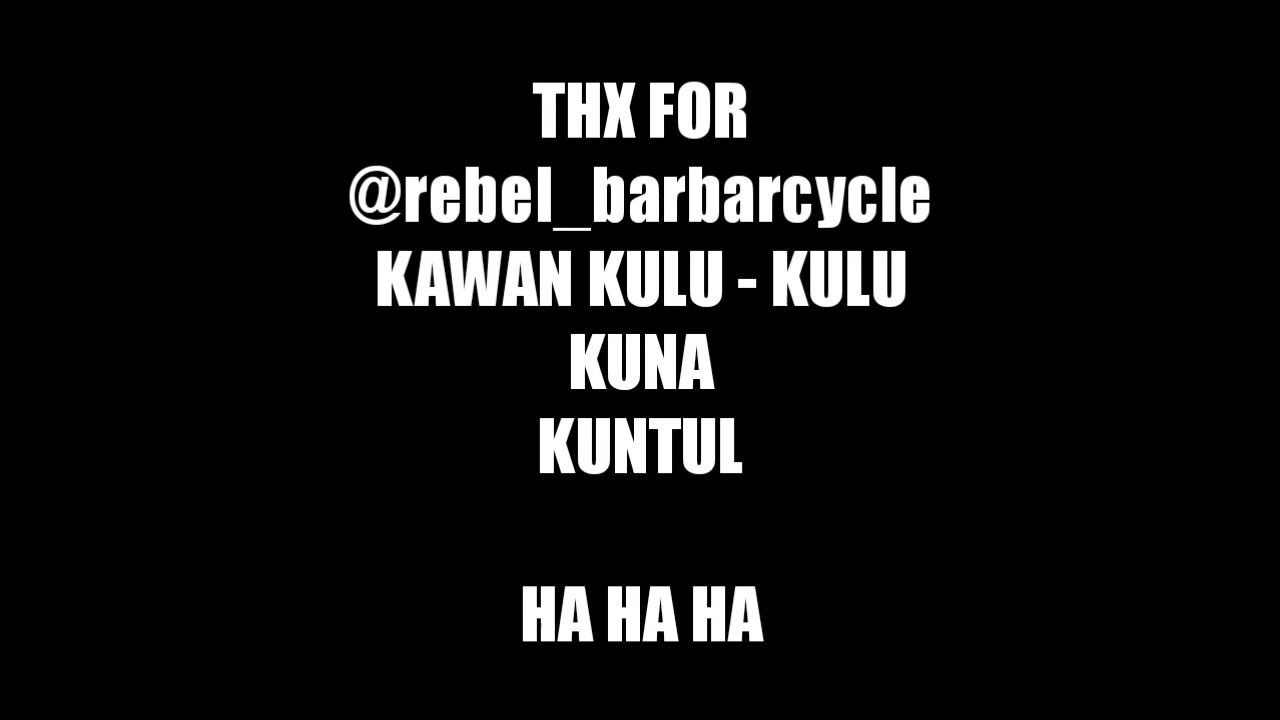 THX FOR
@rebel_barbarcycle
KAWAN KULU - KULU
KUNA
KUNTUL
HA HA HA